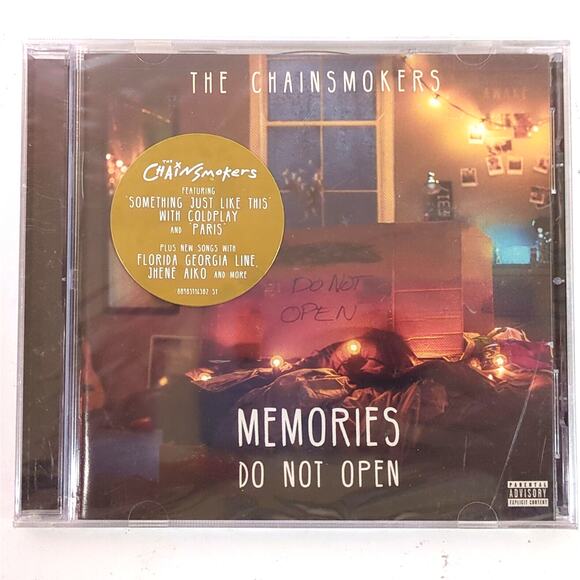 THE CHAINSMOKERS
AWAKE
THE
CHAINSMOKERS
FEATURING
'SOMETHING JUST LIKE THIS'
WITH COLDPLAY
AND 'PARIS'
PLUS NEW SONGS WITH
FLORIDA GEORGIA LINE,
JHENÉ AIKO AND MORE
DO NOT
OPEN
MEMORIES
DO NOT OPEN
PARENTAL
ADVISORY
EXPLICIT CONTENT